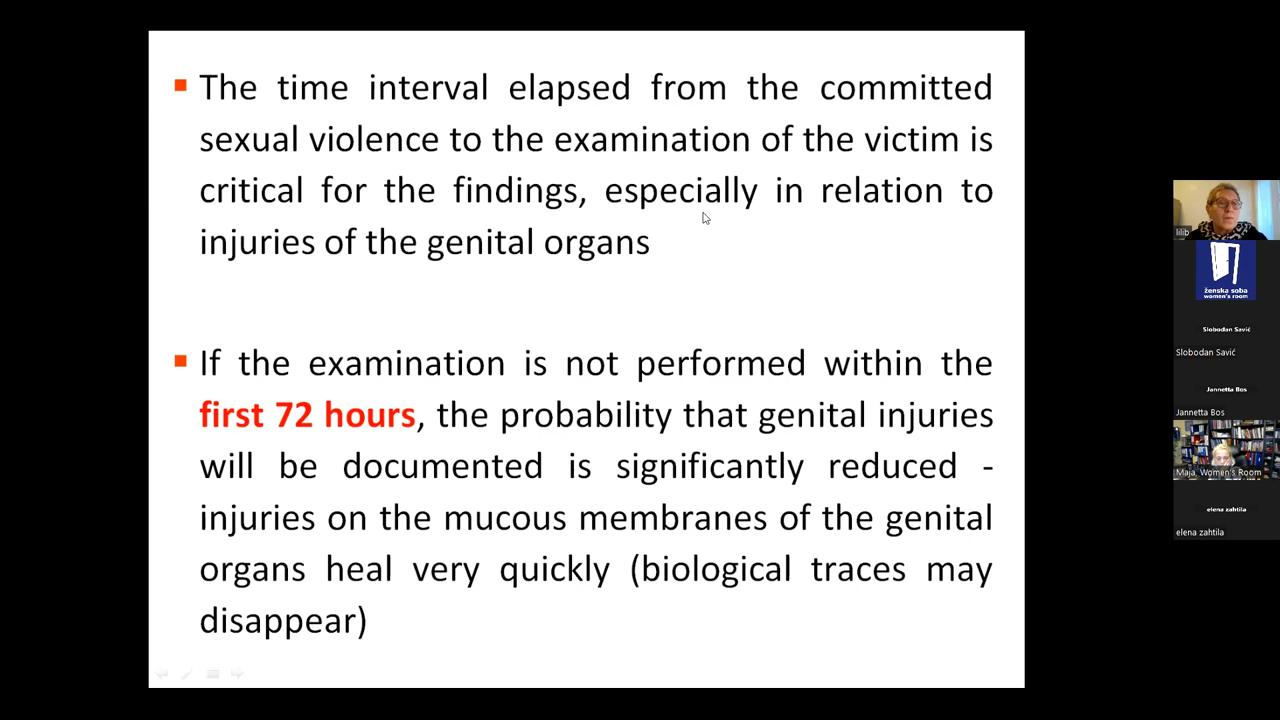 The time interval elapsed from the committed
sexual violence to the examination of the victim is
critical for the findings, especially in relation to
injuries of the genital organs
If the examination is not performed within the
first 72 hours, the probability that genital injuries
will be documented is significantly reduced -
injuries on the mucous membranes of the genital
organs heal very quickly (biological traces may
disappear)
lilib
ženska soba
women's room
Slobodan Savić
Slobodan Savić
Jannetta Bos
Jannetta Bos
Maja, Women's Room
elena zahtila
elena zahtila